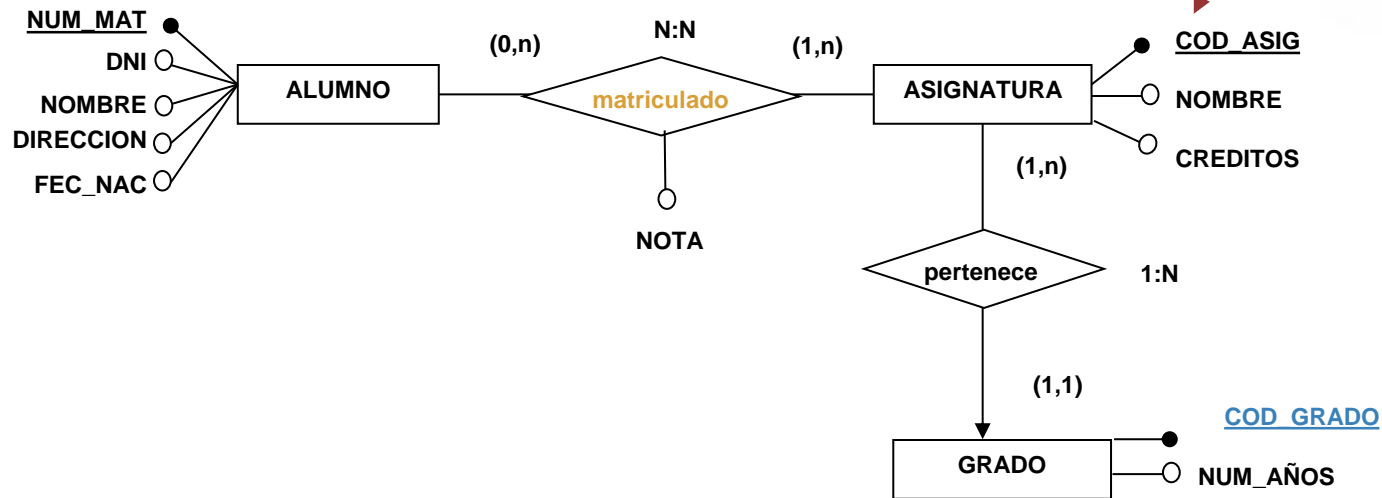 NUM_MAT
DNI
NOMBRE
DIRECCION
FEC_NAC
ALUMNO
(0,n)
N:N
matriculado
NOTA
(1,n)
ASIGNATURA
COD_ASIG
NOMBRE
CREDITOS
(1,n)
pertenece
1:N
(1,1)
GRADO
COD_GRADO
NUM_AÑOS